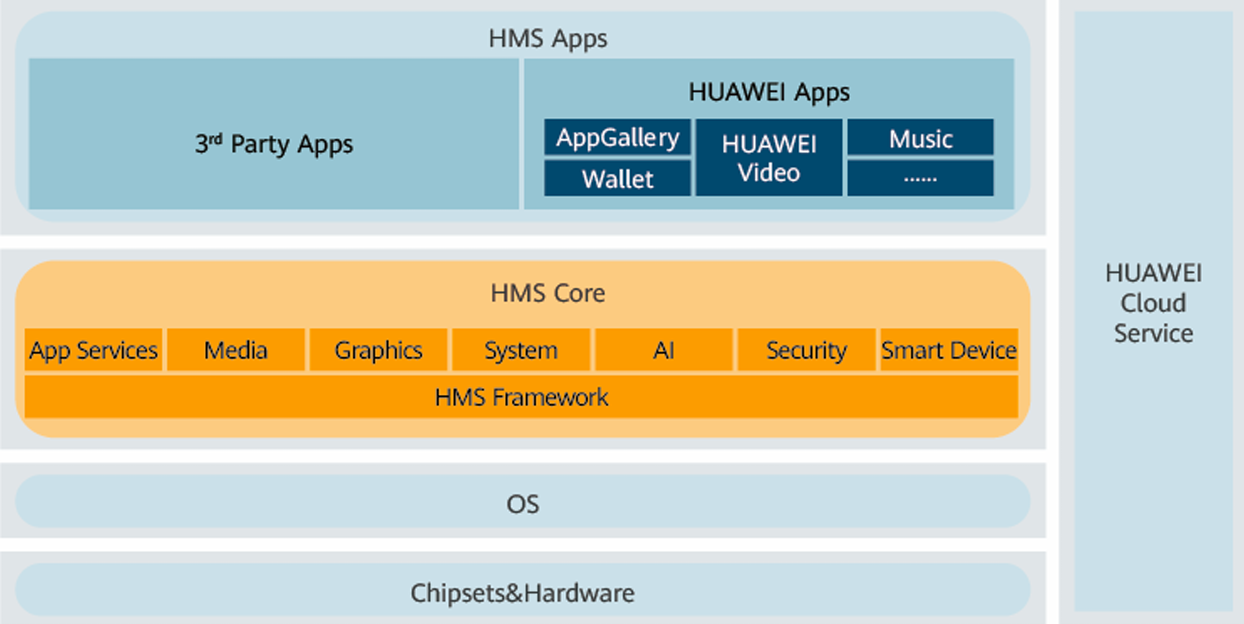 HMS Apps
3rd Party Apps
HUAWEI Apps
AppGallery
Wallet
HUAWEI
Video
Music
......
HMS Core
App Services
Media
Graphics
System
AI
Security
Smart Device
HMS Framework
OS
Chipsets&Hardware
HUAWEI
Cloud
Service